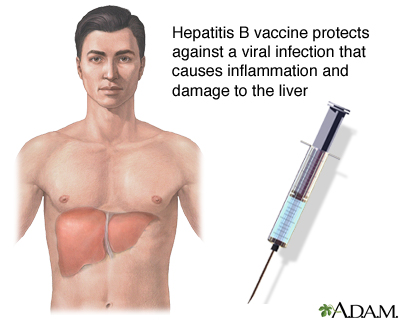 Hepatitis B vaccine protects
against a viral infection that
causes inflammation and
damage to the liver
A.D.A.M.